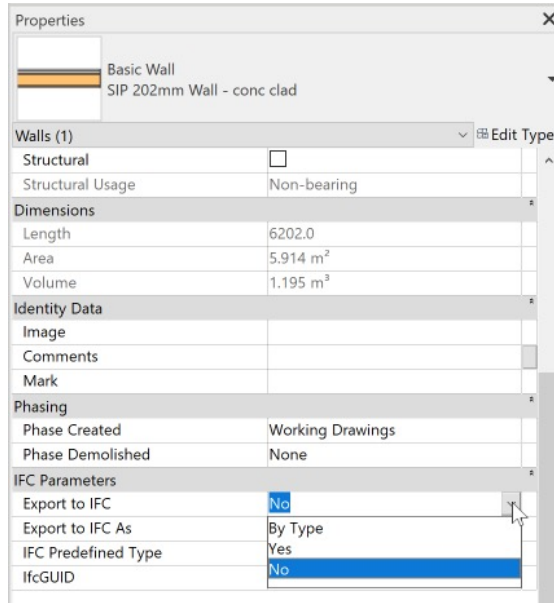 Properties
Basic Wall
SIP 202mm Wall - conc clad
Walls (1) Edit Type
Structural
Structural Usage Non-bearing
Dimensions
Length 6202.0
Area 5.914 m²
Volume 1.195 m³
Identity Data
Image
Comments
Mark
Phasing
Phase Created Working Drawings
Phase Demolished None
IFC Parameters
Export to IFC No
Export to IFC As By Type
IFC Predefined Type Yes
IfcGUID No